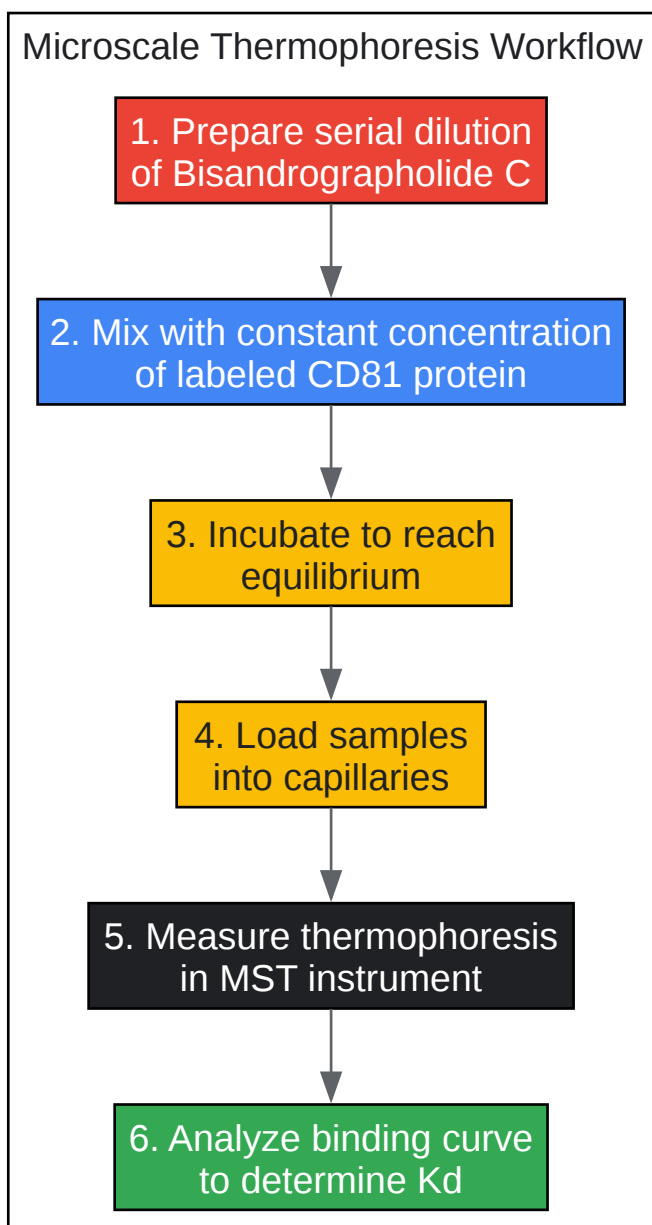 Microscale Thermophoresis Workflow
1. Prepare serial dilution
of Bisandrographolide C
2. Mix with constant concentration
of labeled CD81 protein
3. Incubate to reach
equilibrium
4. Load samples
into capillaries
5. Measure thermophoresis
in MST instrument
6. Analyze binding curve
to determine Kd